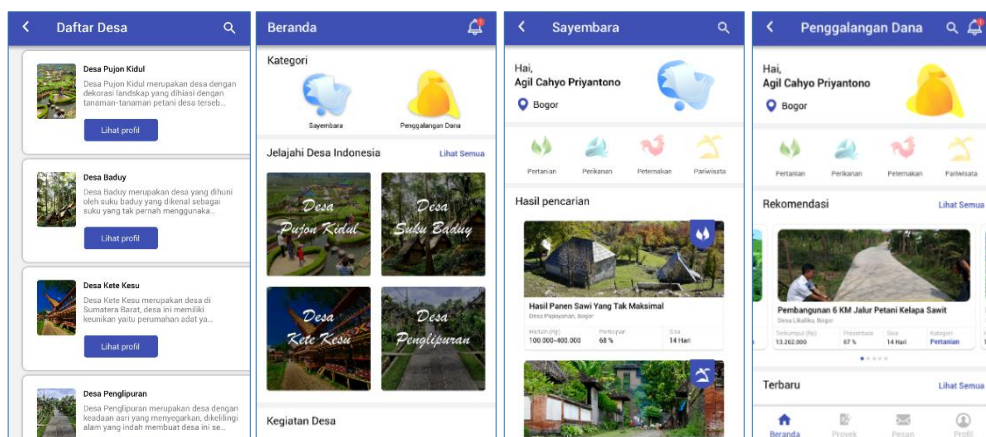 Daftar Desa
Desa Pujon Kidul
Desa Pujon Kidul merupakan desa dengan
dekorasi landskap yang dihiasi dengan
tanaman-tanaman petani desa terseb...
Lihat profil
Desa Baduy
Desa Baduy merupakan desa yang dihuni
oleh suku baduy yang dikenal sebagai
suku yang tak pernah menggunaka...
Lihat profil
Desa Kete Kesu
Desa Kete Kesu merupakan desa di
Sumatera Barat, desa ini memiliki
keunikan yaitu perumahan adat ya...
Lihat profil
Desa Penglipuran
Desa Penglipuran merupakan desa dengan
keadaan asri yang menyegarkan, dikelilingi
alam yang indah membuat desa ini se...
Beranda
Kategori
Sayembara
Penggalangan Dana
Jelajahi Desa Indonesia
Lihat Semua
Desa
Pujon Kidul
Desa
Suku Baduy
Desa
Kete Kesu
Desa
Penglipuran
Kegiatan Desa
Sayembara
Hai,
Agil Cahyo Priyantono
Bogor
Pertanian
Perikanan
Peternakan
Pariwisata
Hasil pencarian
Hasil Panen Sawi Yang Tak Maksimal
Desa Papayanan, Bogor
Hadiah (Rp)
Partisipan
Sisa
100.000-400.000
68 %
14 Hari
Penggalangan Dana
Hai,
Agil Cahyo Priyantono
Bogor
Pertanian
Perikanan
Peternakan
Pariwisata
Rekomendasi
Lihat Semua
Pembangunan 6 KM Jalur Petani Kelapa Sawit
Bogor
Terkumpul (Rp)
Presentase
Sisa
Kategori
13.262.000
67 %
14 Hari
Pertanian
Terbaru
Lihat Semua
Beranda
Proyek
Pesan
Profil